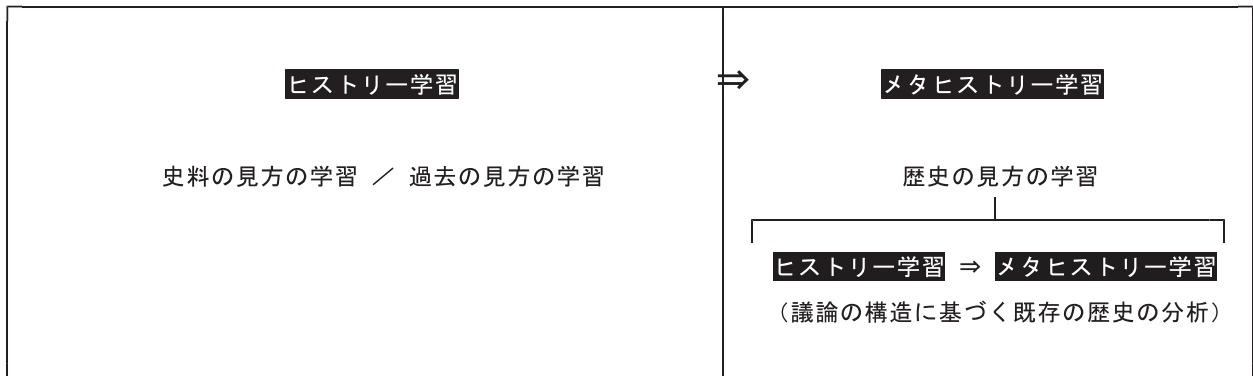 ヒストリー学習 ⇒ メタヒストリー学習
史料の見方の学習 / 過去の見方の学習
歴史の見方の学習
ヒストリー学習 ⇒ メタヒストリー学習
(議論の構造に基づく既存の歴史の分析)